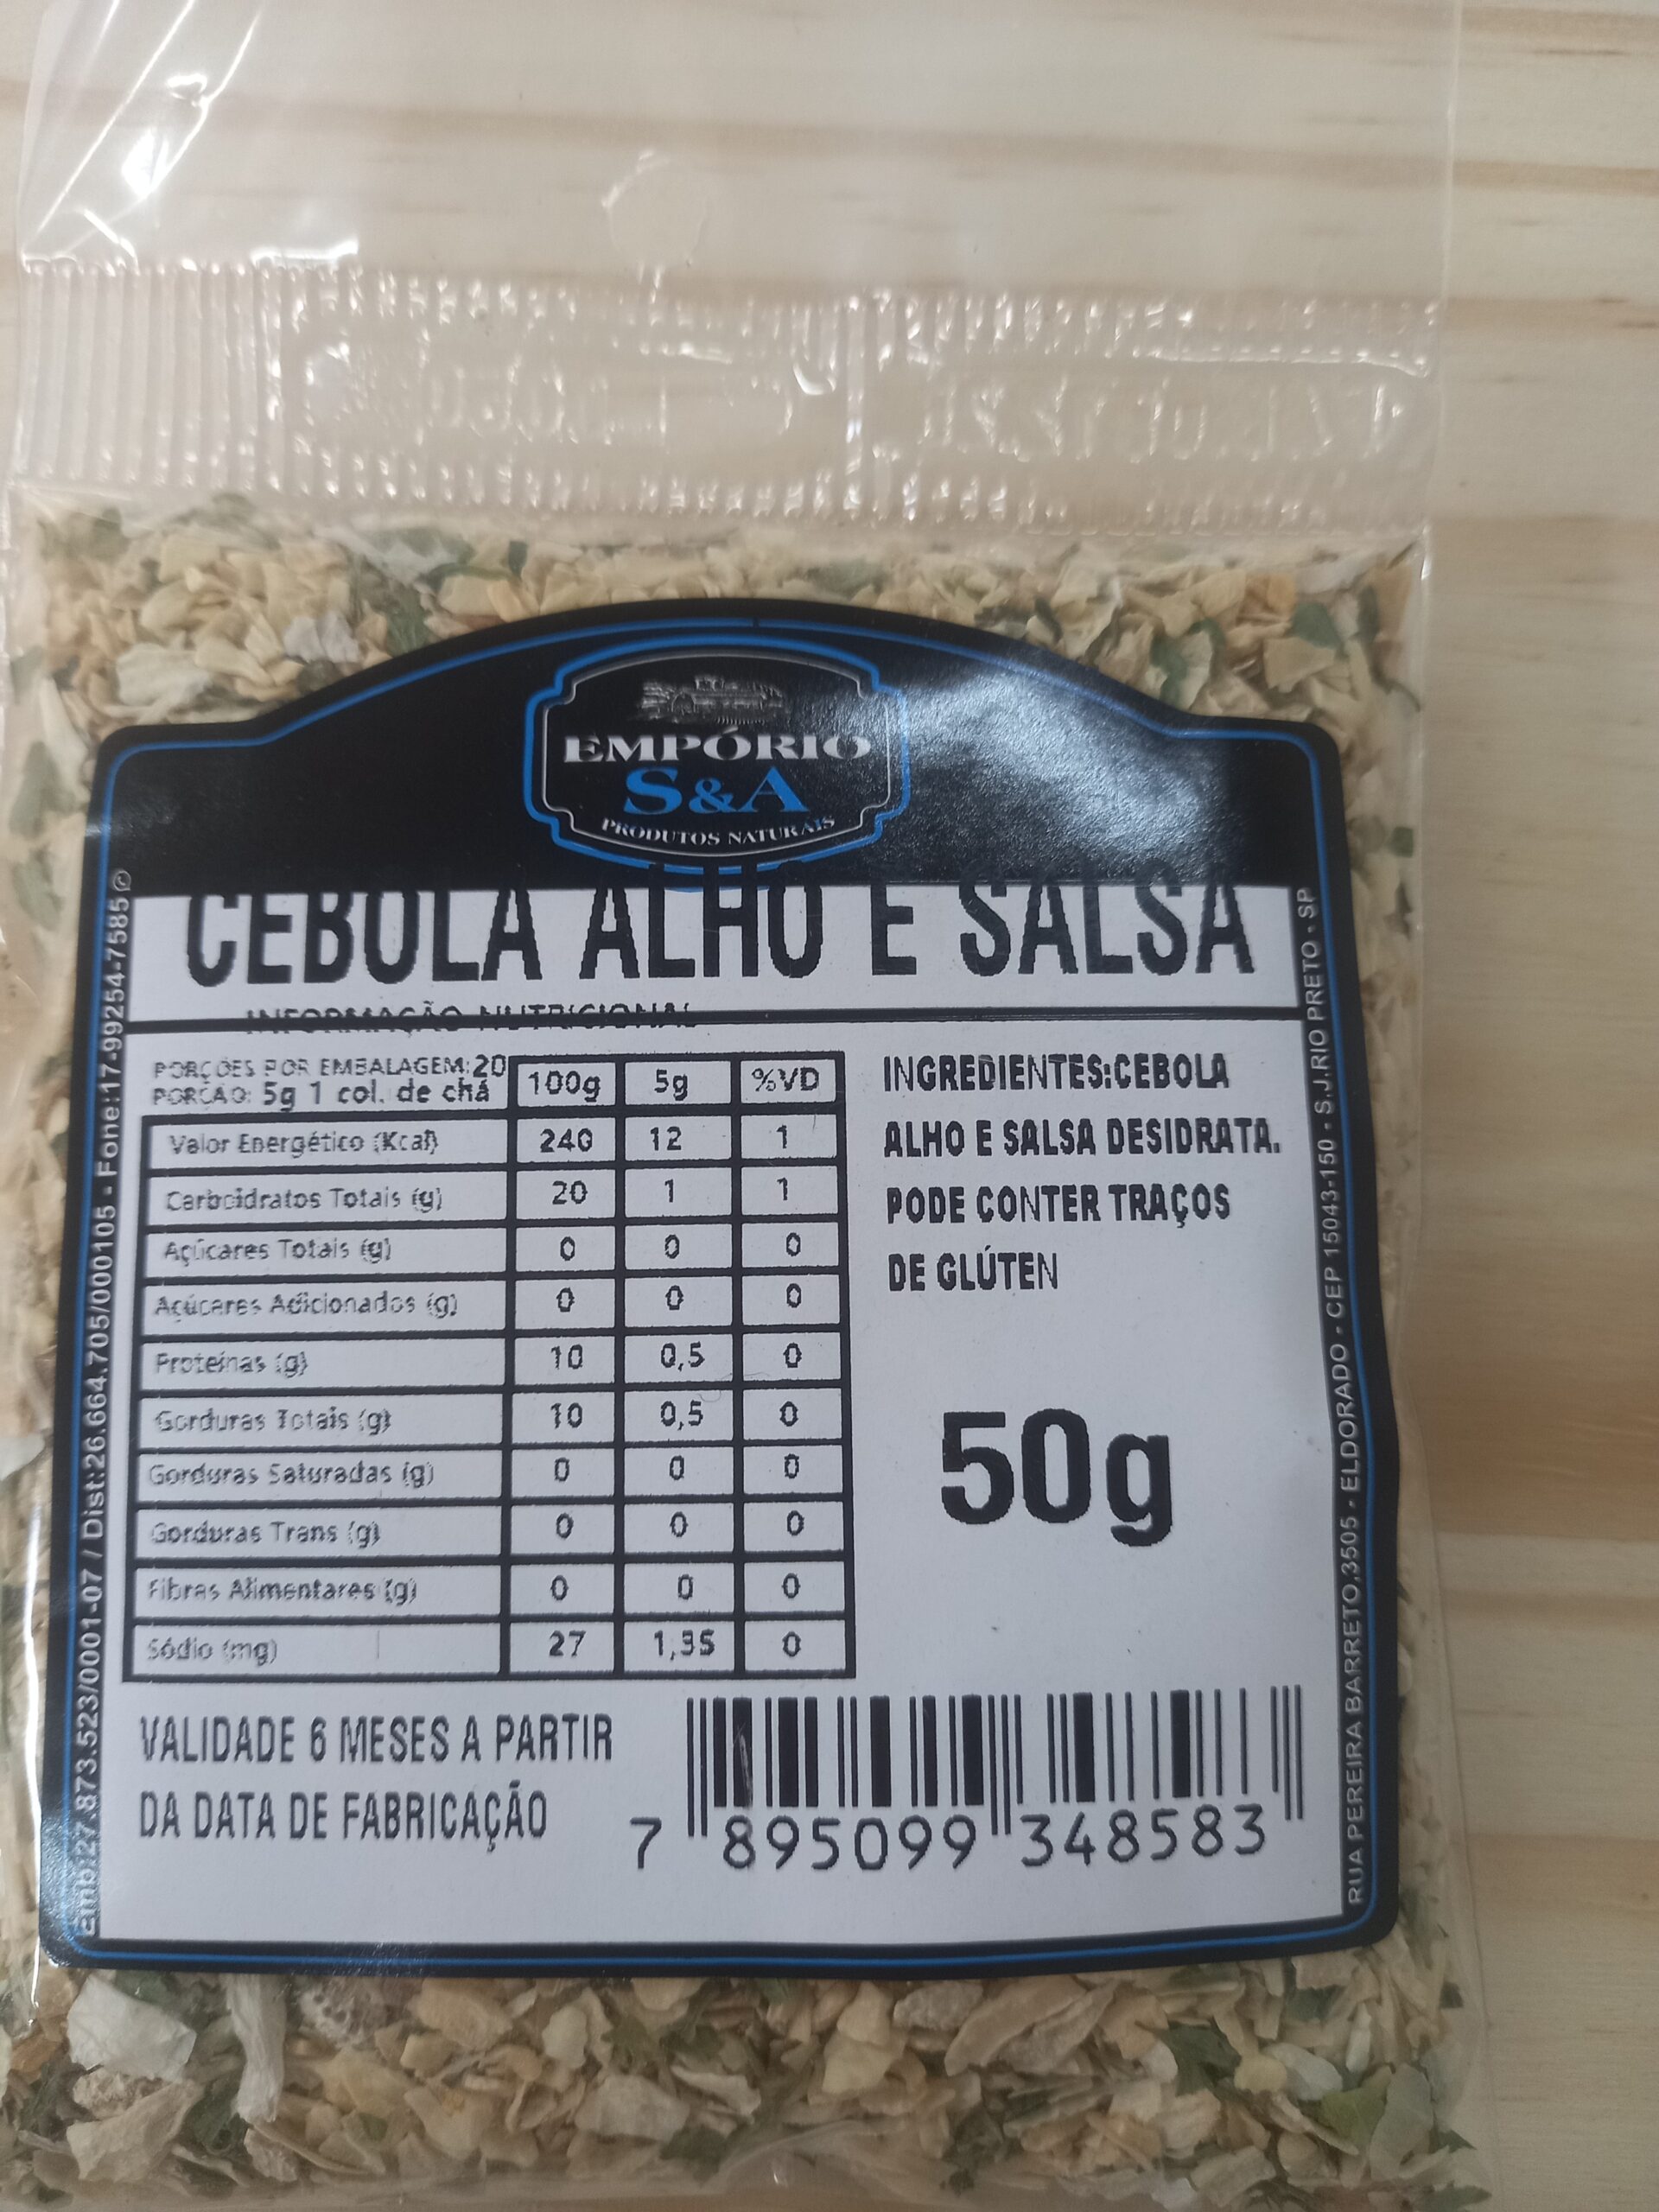 EMPÓRIO
S&A
PRODUTOS NATURAIS
CEBOLA ALHO E SALSA
INFORMAÇÃO NUTRICIONAL
PORÇÕES POR EMBALAGEM:20
PORÇÃO: 5g 1 col. de chá
100g 5g %VD
Valor Energético (Kcal) 240 12 1
Carboidratos Totais (g) 20 1 1
Açúcares Totais (g) 0 0 0
Açúcares Adicionados (g) 0 0 0
Proteínas (g) 10 0,5 0
Gorduras Totais (g) 10 0,5 0
Gorduras Saturadas (g) 0 0 0
Gorduras Trans (g) 0 0 0
Fibras Alimentares (g) 0 0 0
Sódio (mg) 27 1,35 0
INGREDIENTES:CEBOLA
ALHO E SALSA DESIDRATA.
PODE CONTER TRAÇOS
DE GLÚTEN
50g
VALIDADE 6 MESES A PARTIR
DA DATA DE FABRICAÇÃO
7 895099 348583
Emb:27.873.523/0001-07 / Dist:26.664.705/000105 - Fone:17-99254-7585
RUA PEREIRA BARRETO,3505 - ELDORADO - CEP 15043-150 - S.J.RIO PRETO - SP